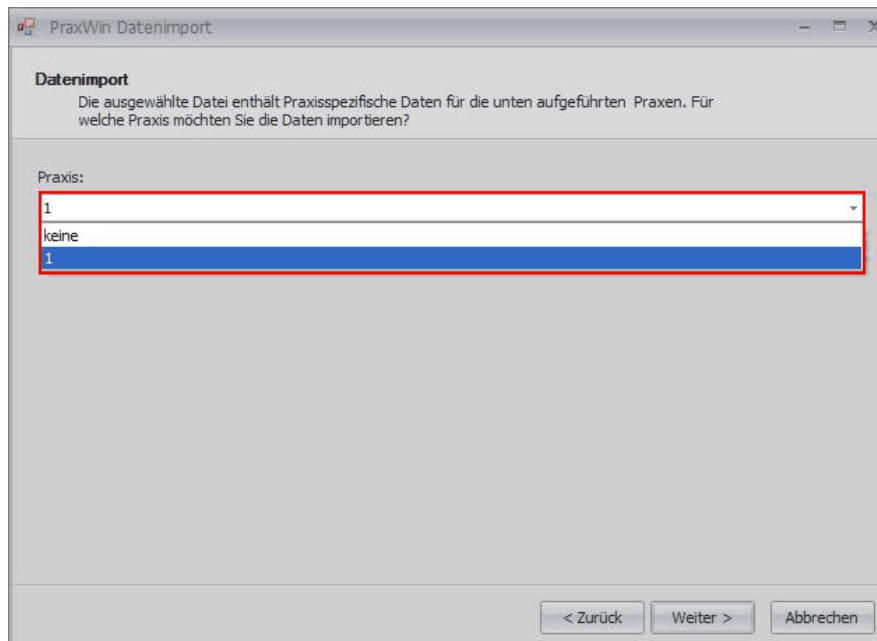 PraxWin Datenimport
Datenimport
Die ausgewählte Datei enthält Praxisspezifische Daten für die unten aufgeführten Praxen. Für
welche Praxis möchten Sie die Daten importieren?
Praxis:
1
keine
1
< Zurück
Weiter >
Abbrechen